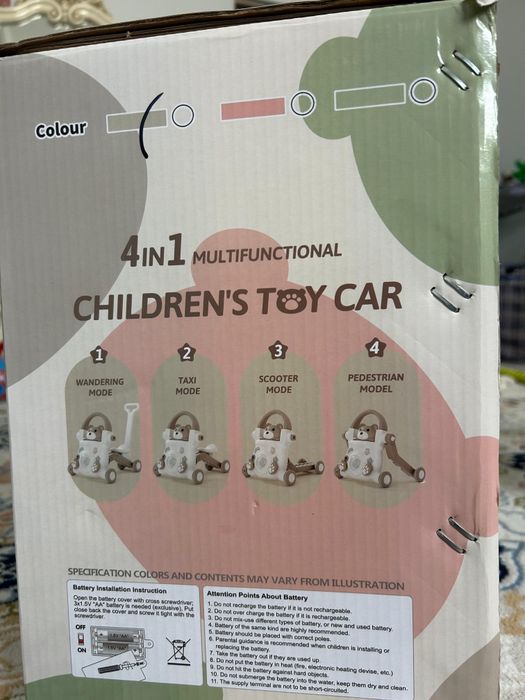 Colour
4IN1 MULTIFUNCTIONAL
CHILDREN'S TOY CAR
1
WANDERING
MODE
2
TAXI
MODE
3
SCOOTER
MODE
4
PEDESTRIAN
MODEL
SPECIFICATION COLORS AND CONTENTS MAY VARY FROM ILLUSTRATION
Battery Installation Instruction
Open the battery cover with cross screwdriver;
3x1.5V "AA" battery is needed (exclusive), Put
close back the cover and screw it tight with the
screwdriver.
OFF
ON
1.5V "AA"
1.5V "AA"
Attention Points About Battery
1. Do not recharge the battery if it is not rechargeable.
2. Do not over charge the battery if it is rechargeable.
3. Do not mix-use different types of battery, or new and used battery.
4. Battery of the same kind are highly recommended.
5. Battery should be placed with correct poles.
6. Parental guidance is recommended when children is installing or
replacing the battery.
7. Take the battery out if they are used up.
8. Do not put the battery in heat (fire, electronic heating devise, etc.)
9. Do not hit the battery against hard objects.
10. Do not submerge the battery into the water, keep them dry and clean.
11. The supply terminal are not to be short-circuited.